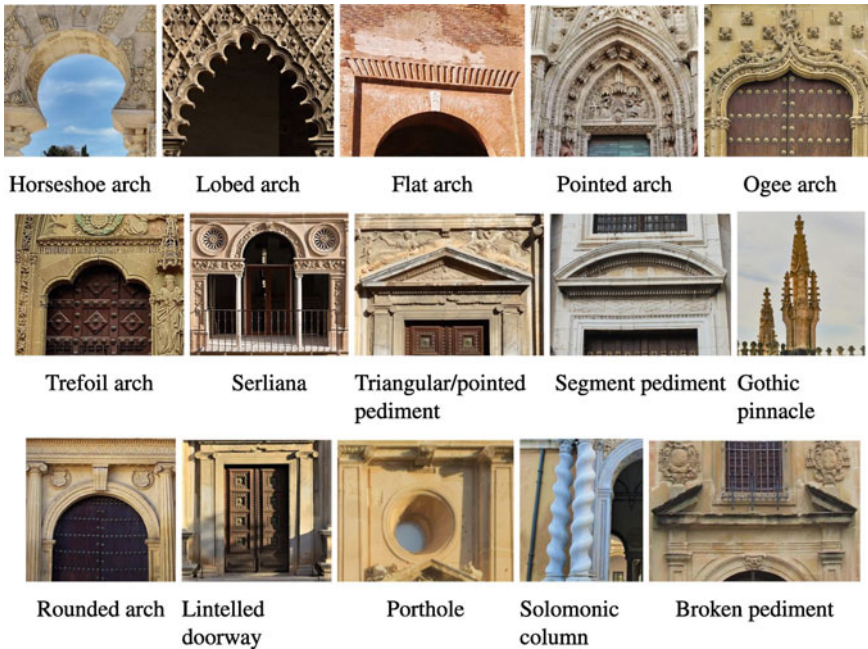 Horseshoe arch Lobed arch Flat arch Pointed arch Ogee arch
Trefoil arch Serliana Triangular/pointed Segment pediment Gothic
pediment pinnacle
Rounded arch Lintelled Porthole Solomonic Broken pediment
doorway column